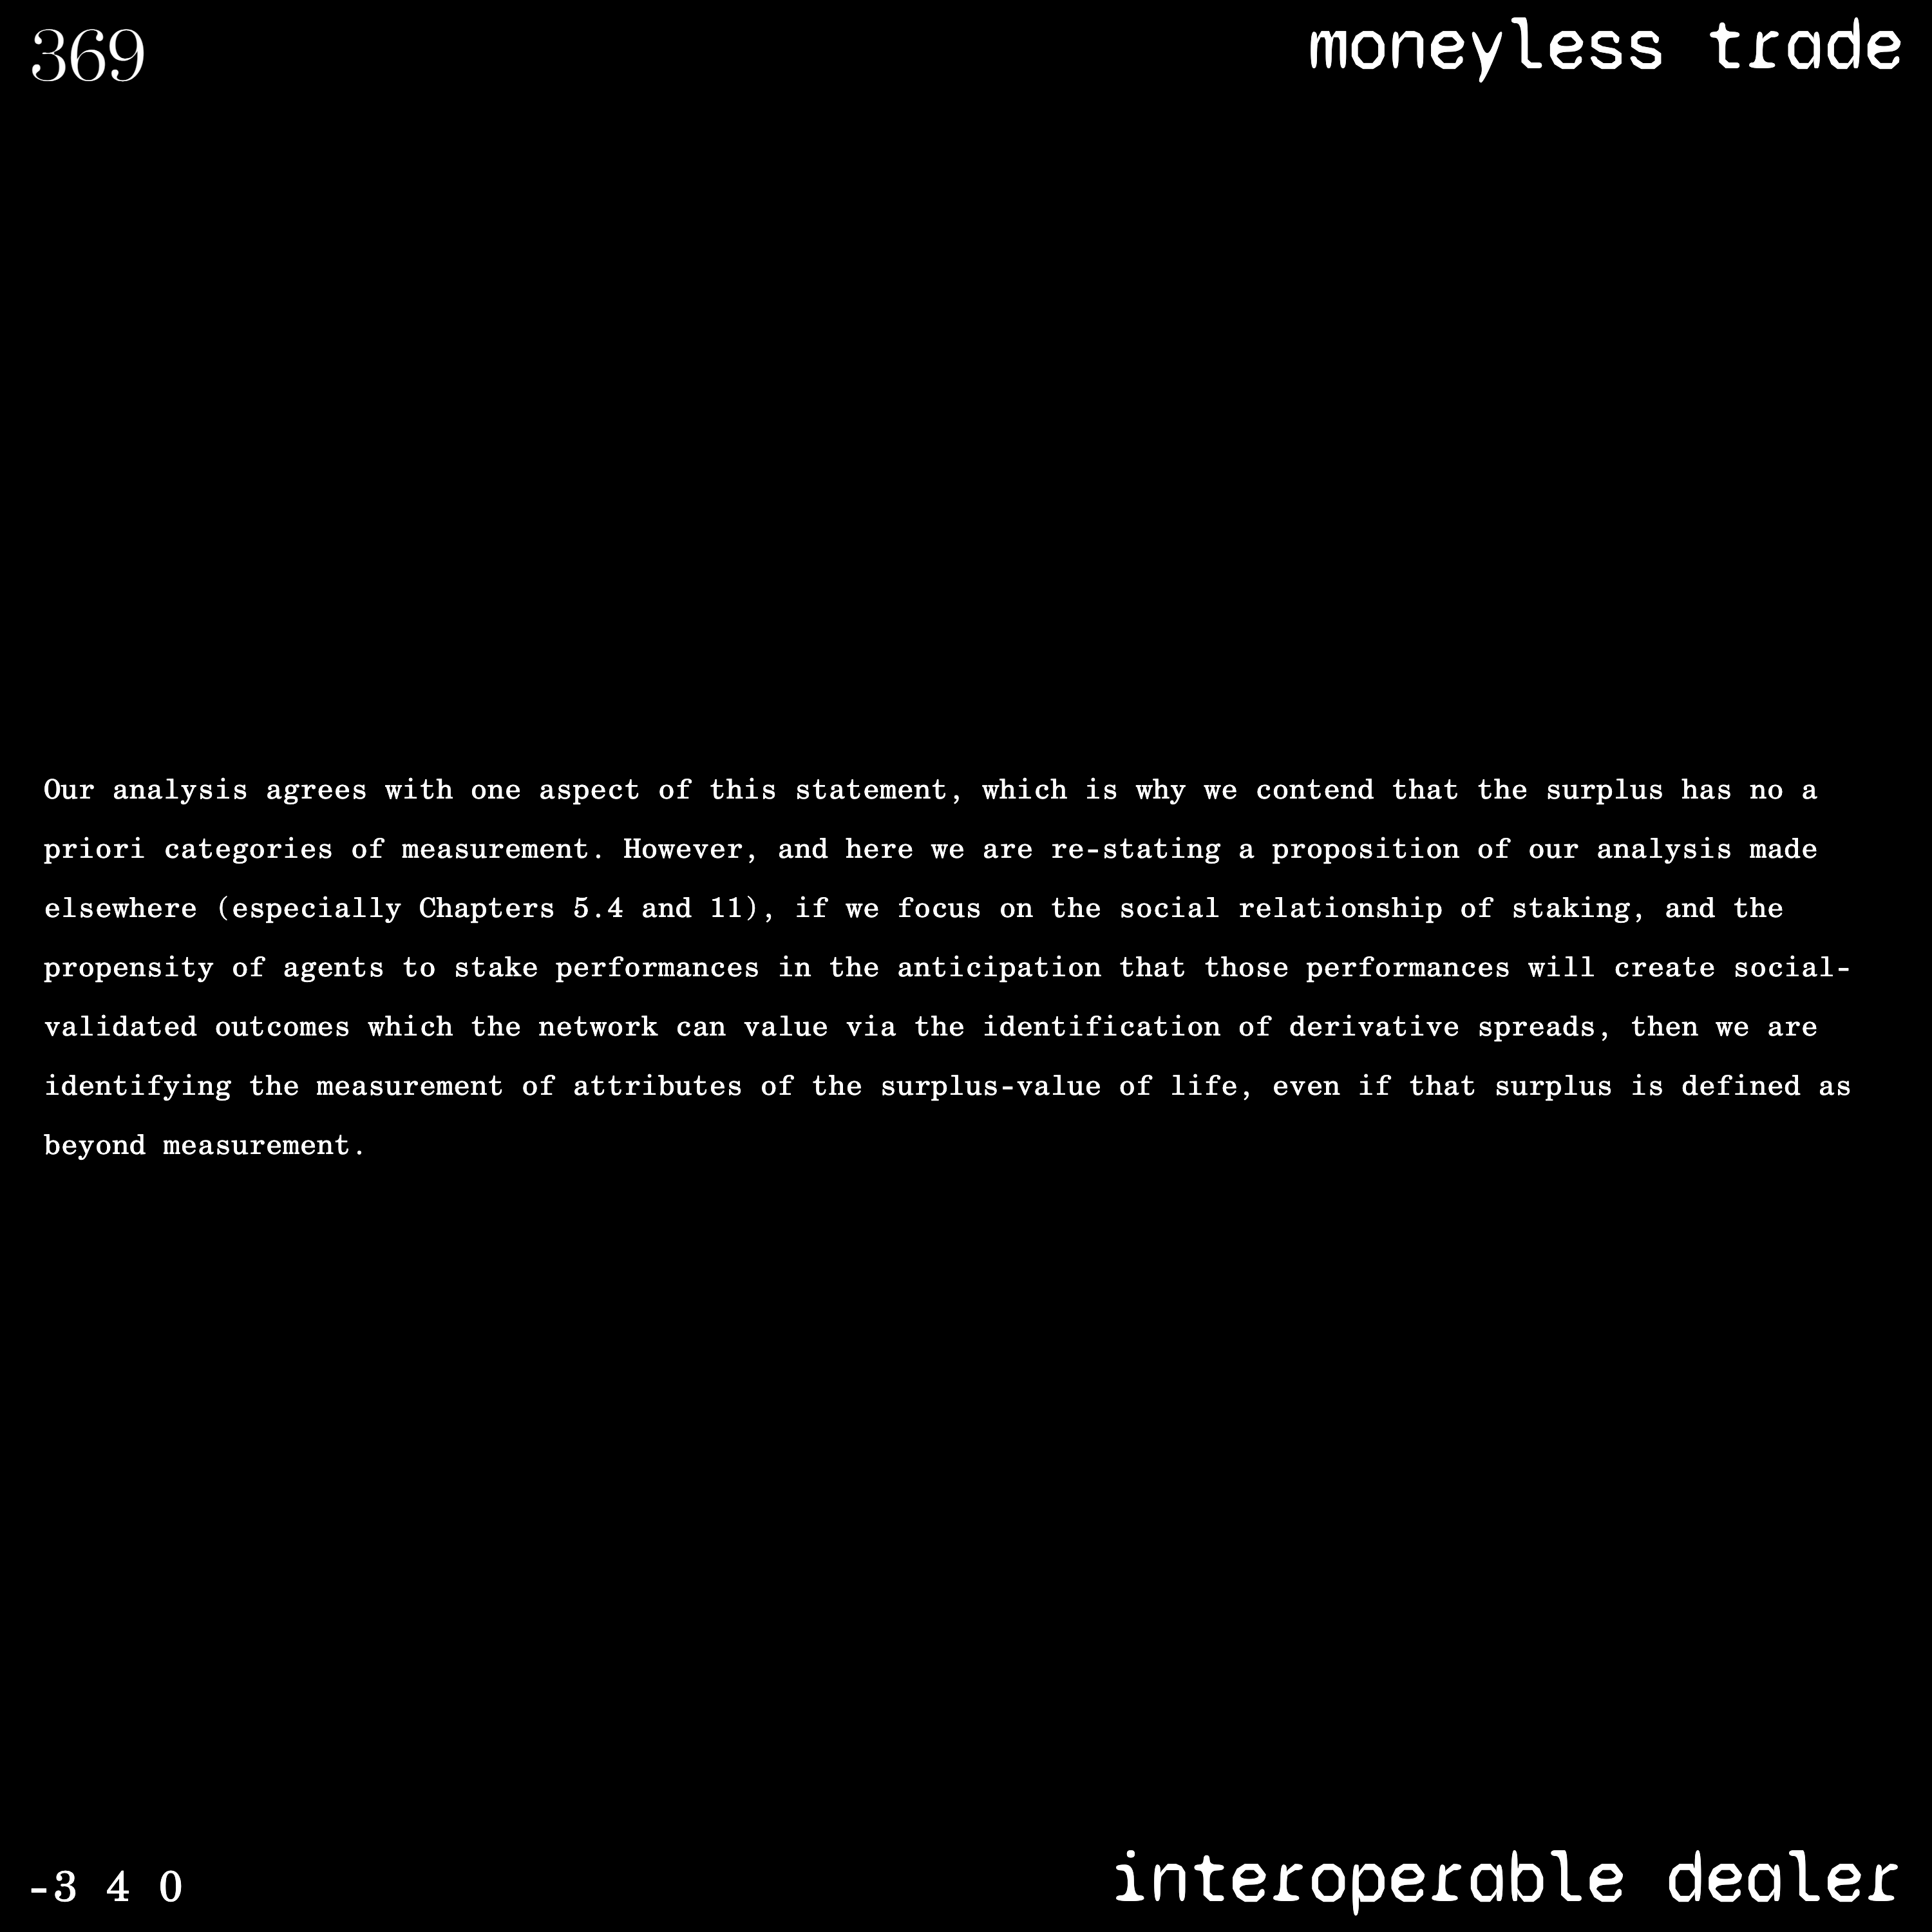 369
moneyless trade
Our analysis agrees with one aspect of this statement, which is why we contend that the surplus has no a
priori categories of measurement. However, and here we are re-stating a proposition of our analysis made
elsewhere (especially Chapters 5.4 and 11), if we focus on the social relationship of staking, and the
propensity of agents to stake performances in the anticipation that those performances will create social-
validated outcomes which the network can value via the identification of derivative spreads, then we are
identifying the measurement of attributes of the surplus-value of life, even if that surplus is defined as
beyond measurement.
-3 4 0
interoperable dealer